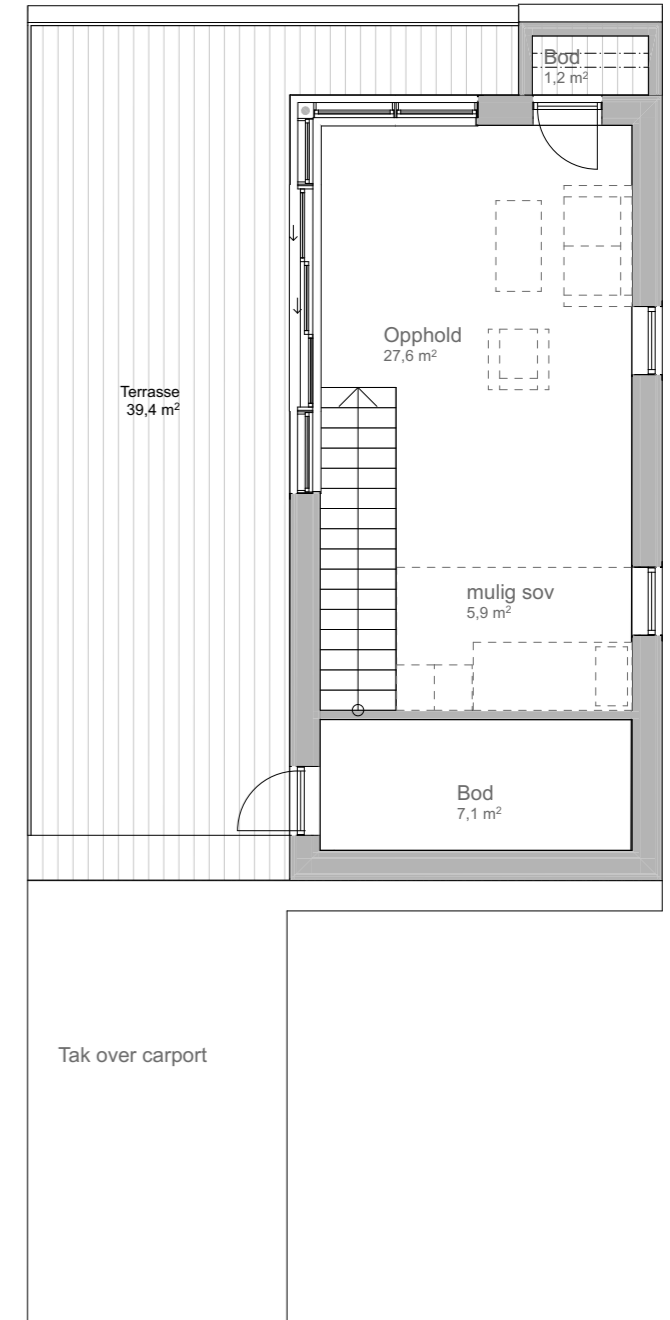 Bod
1,2 m²
Opphold
27,6 m²
Terrasse
39,4 m²
mulig sov
5,9 m²
Bod
7,1 m²
Tak over carport